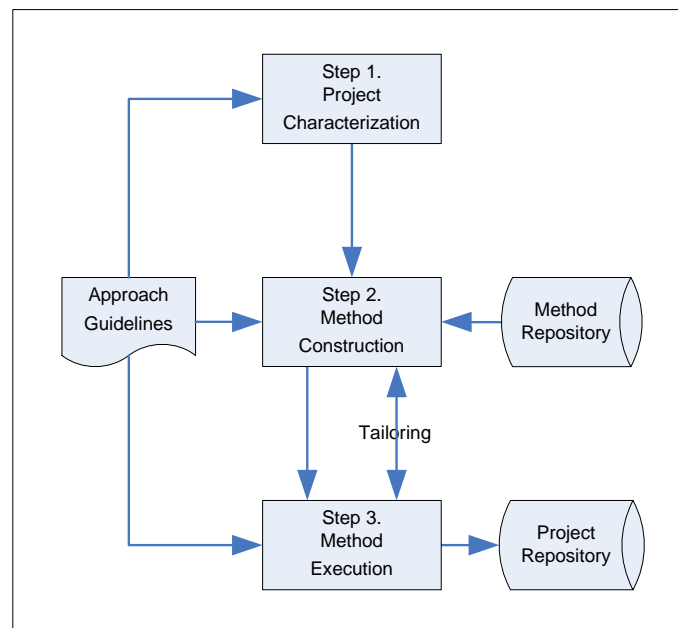 Step 1.
Project
Characterization
Approach
Guidelines
Step 2.
Method
Construction
Method
Repository
Tailoring
Step 3.
Method
Execution
Project
Repository